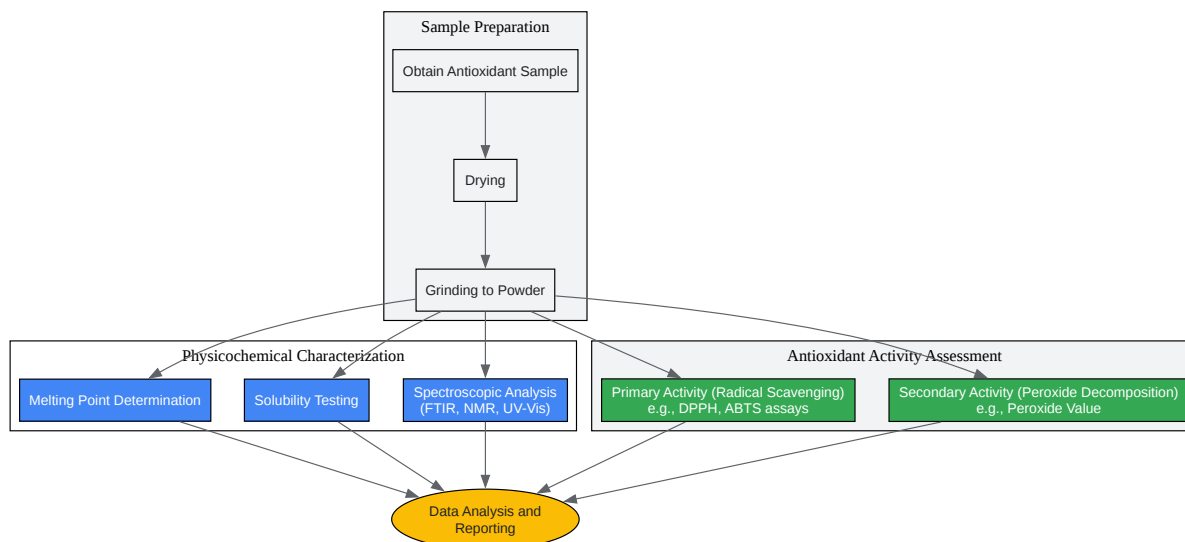 Sample Preparation
Obtain Antioxidant Sample
Drying
Grinding to Powder
Physicochemical Characterization
Antioxidant Activity Assessment
Melting Point Determination
Solubility Testing
Spectroscopic Analysis
(FTIR, NMR, UV-Vis)
Primary Activity (Radical Scavenging)
e.g., DPPH, ABTS assays
Secondary Activity (Peroxide Decomposition)
e.g., Peroxide Value
Data Analysis and
Reporting